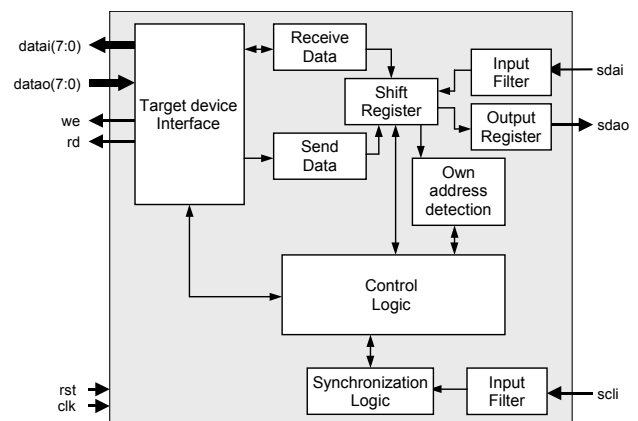 datai(7:0)
datao(7:0)
we
rd
Target device
Interface
Receive
Data
Send
Data
Shift
Register
Input
Filter
sdai
Output
Register
sdao
Own
address
detection
Control
Logic
Synchronization
Logic
Input
Filter
scli
rst
clk